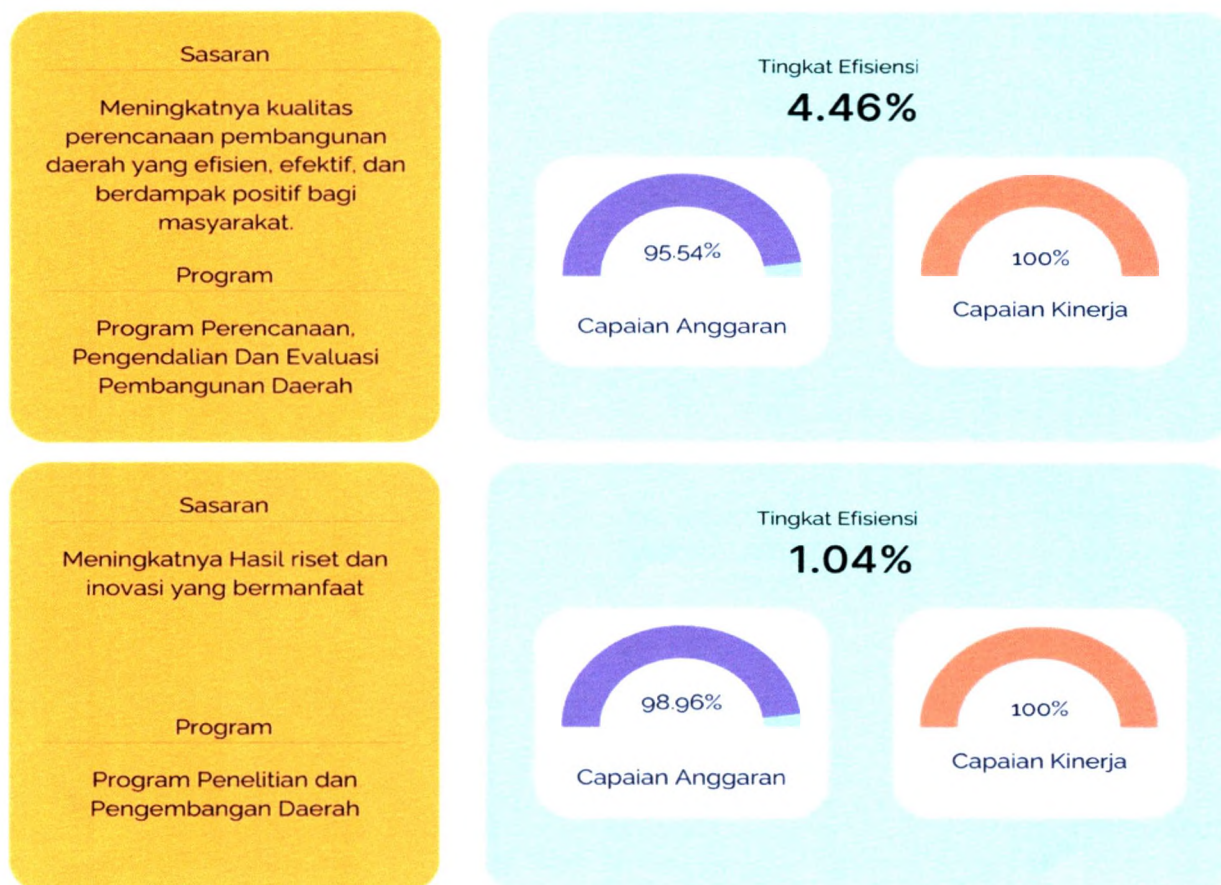 Sasaran
Meningkatnya kualitas
perencanaan pembangunan
daerah yang efisien, efektif, dan
berdampak positif bagi
masyarakat.
Program
Program Perencanaan,
Pengendalian Dan Evaluasi
Pembangunan Daerah
Tingkat Efisiensi
4.46%
95.54%
Capaian Anggaran
100%
Capaian Kinerja
Sasaran
Meningkatnya Hasil riset dan
inovasi yang bermanfaat
Program
Program Penelitian dan
Pengembangan Daerah
Tingkat Efisiensi
1.04%
98.96%
Capaian Anggaran
100%
Capaian Kinerja